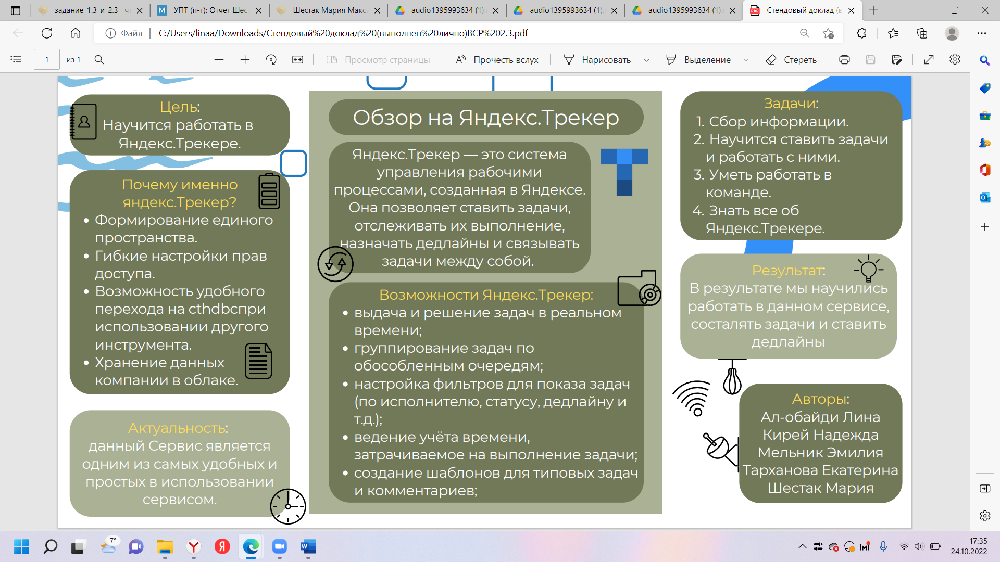 задание_1.3_и_2.3__чт
УПТ (п-т): Отчет Шест
Шестак Мария Макси
audio1395993634 (1).
audio1395993634 (1).
audio1395993634 (1).
Стендовый доклад (в
Файл
C:/Users/linaa/Downloads/Стендовый%20доклад%20(выполнен%20лично)ВСР%202.3.pdf
1 из 1
Просмотр страницы
Прочесть вслух
Нарисовать
Выделение
Стереть
Цель:
Научится работать в
Яндекс.Трекере.
Почему именно
яндекс.Трекер?
• Формирование единого
пространства.
• Гибкие настройки прав
доступа.
• Возможность удобного
перехода на cthdbcпри
использовании другого
инструмента.
• Хранение данных
компании в облаке.
Актуальность:
данный Сервис является
одним из самых удобных и
простых в использовании
сервисом.
Обзор на Яндекс.Трекер
Яндекс.Трекер — это система
управления рабочими
процессами, созданная в Яндексе.
Она позволяет ставить задачи,
отслеживать их выполнение,
назначать дедлайны и связывать
задачи между собой.
Возможности Яндекс.Трекер:
• выдача и решение задач в реальном
времени;
• группирование задач по
обособленным очередям;
• настройка фильтров для показа задач
(по исполнителю, статусу, дедлайну и
т.д.);
• ведение учёта времени,
затрачиваемое на выполнение задачи;
• создание шаблонов для типовых задач
и комментариев;
Задачи:
1. Сбор информации.
2. Научится ставить задачи
и работать с ними.
3. Уметь работать в
команде.
4. Знать все об
Яндекс.Трекере.
Результат:
В результате мы научились
работать в данном сервисе,
состалять задачи и ставить
дедлайны
Авторы:
Ал-обайди Лина
Кирей Надежда
Мельник Эмилия
Тарханова Екатерина
Шестак Мария
7°
17:35
24.10.2022